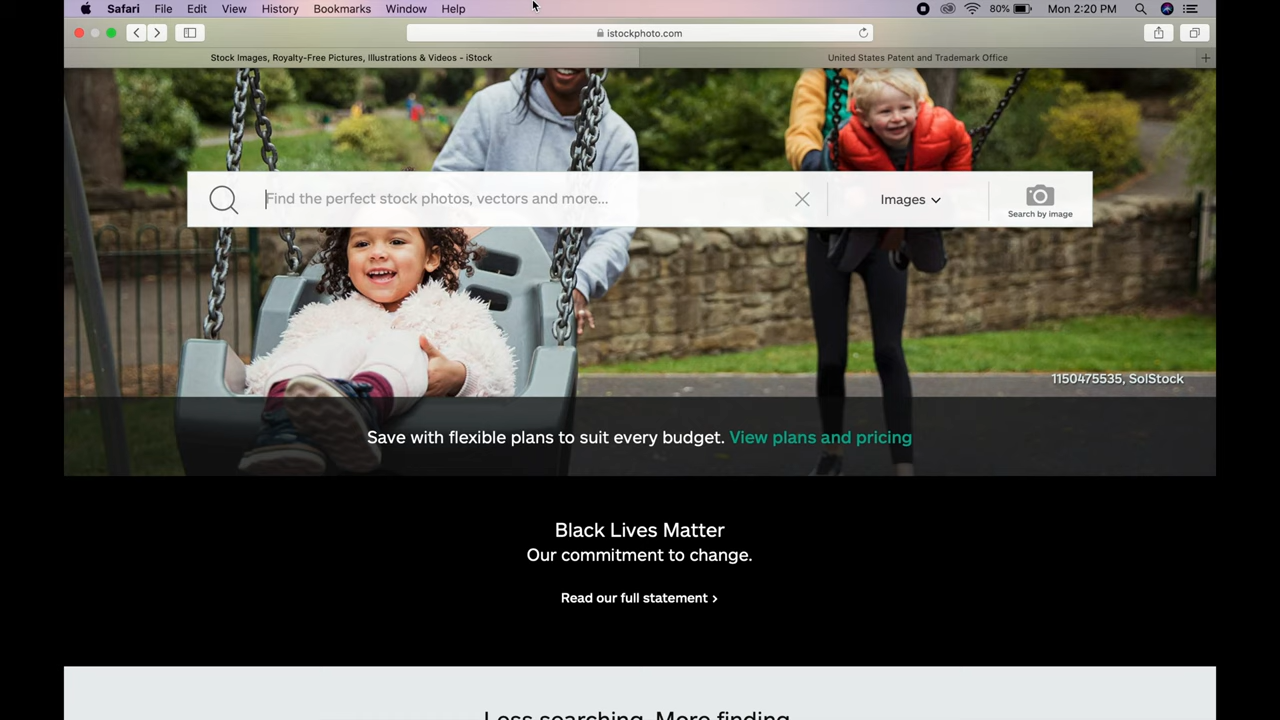 Safari File Edit View History Bookmarks Window Help 80% Mon 2:20 PM
istockphoto.com
Stock Images, Royalty-Free Pictures, Illustrations & Videos - iStock
United States Patent and Trademark Office
Find the perfect stock photos, vectors and more...
Images
Search by image
1150475535, SolStock
Save with flexible plans to suit every budget. View plans and pricing
Black Lives Matter
Our commitment to change.
Read our full statement >
Less searching. More finding.